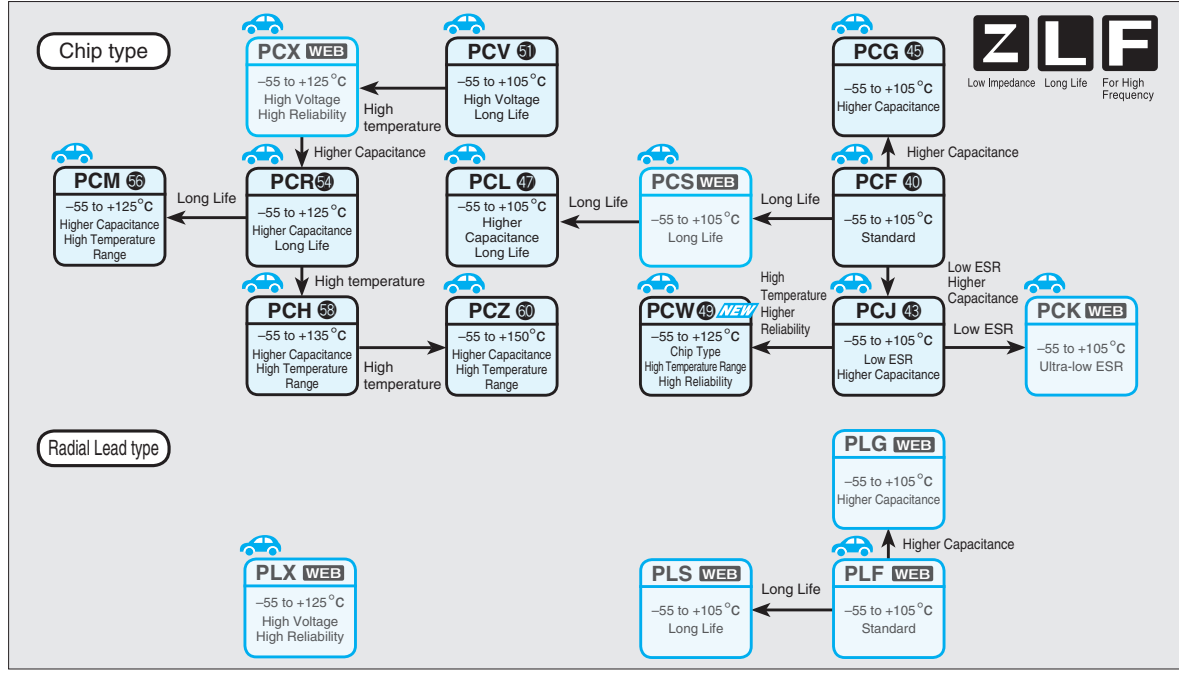 Chip type
PCX WEB
–55 to +125°C
High Voltage
High Reliability
High
temperature
PCV 51
–55 to +105°C
High Voltage
Long Life
PCG 45
–55 to +105°C
Higher Capacitance
Z L F
Low Impedance Long Life For High
Frequency
Higher Capacitance
Higher Capacitance
PCM 56
–55 to +125°C
Higher Capacitance
High Temperature
Range
Long Life
PCR 54
–55 to +125°C
Higher Capacitance
Long Life
PCL 47
–55 to +105°C
Higher
Capacitance
Long Life
Long Life
PCS WEB
–55 to +105°C
Long Life
Long Life
PCF 40
–55 to +105°C
Standard
High temperature
Low ESR
Higher
Capacitance
PCH 58
–55 to +135°C
Higher Capacitance
High Temperature
Range
High
temperature
PCZ 60
–55 to +150°C
Higher Capacitance
High Temperature
Range
PCW 49 NEW
–55 to +125°C
Chip Type
High Temperature Range
High Reliability
High
Temperature
Higher
Reliability
PCJ 43
–55 to +105°C
Low ESR
Higher Capacitance
Low ESR
PCK WEB
–55 to +105°C
Ultra-low ESR
Radial Lead type
PLG WEB
–55 to +105°C
Higher Capacitance
Higher Capacitance
PLX WEB
–55 to +125°C
High Voltage
High Reliability
PLS WEB
–55 to +105°C
Long Life
Long Life
PLF WEB
–55 to +105°C
Standard